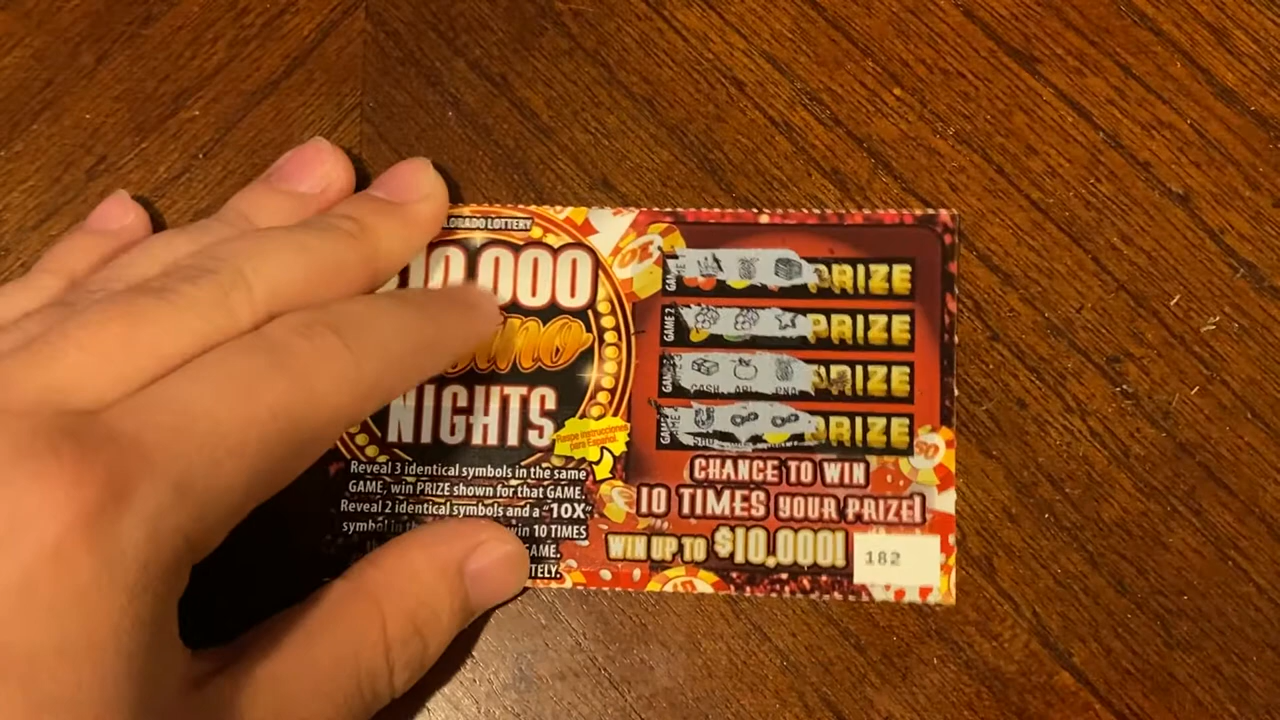 LORADO LOTTERY
10,000
NIGHTS
Raspe instrucciones
para Español.
Reveal 3 identical symbols in the same
GAME, win PRIZE shown for that GAME.
Reveal 2 identical symbols and a "10X"
symbol in win 10 TIMES
GAME.
TELY.
PRIZE
GAME 2
PRIZE
CASH
PRIZE
PRIZE
CHANCE TO WIN
10 TIMES YOUR PRIZE!
WIN UP TO $10,000!
182